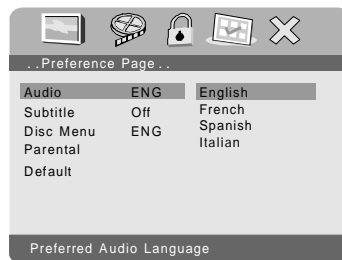 ..Preference Page..
Audio ENG English
Subtitle Off French
Disc Menu ENG Spanish
Parental Italian
Default
Preferred Audio Language